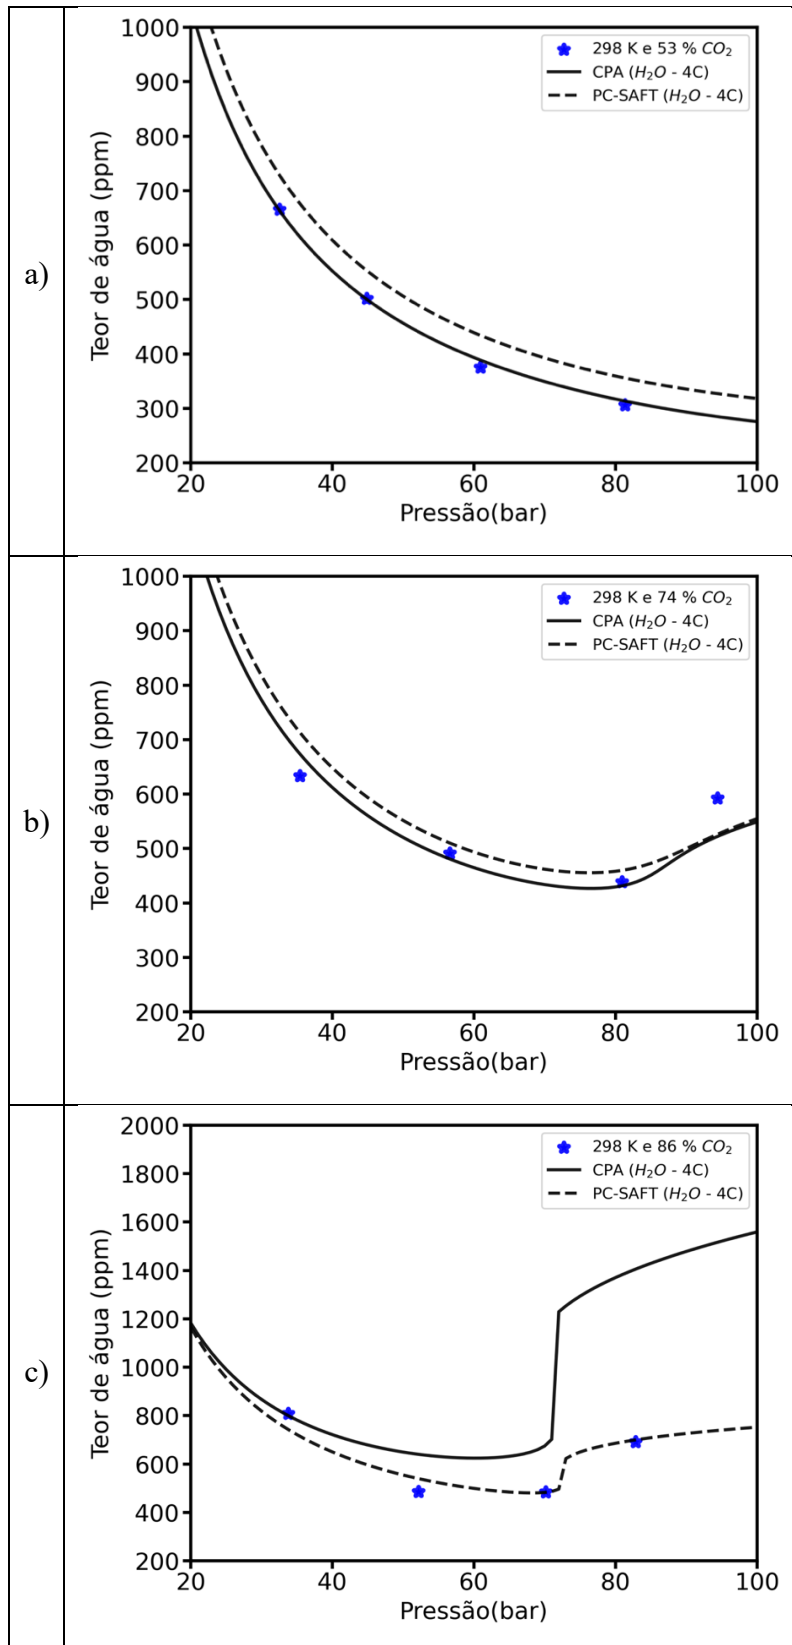 a)
1000
900
800
700
600
500
400
300
200
20
40
60
80
100
Teor de água (ppm)
Pressão(bar)
298 K e 53 % CO₂
CPA (H₂O - 4C)
PC-SAFT (H₂O - 4C)
b)
1000
900
800
700
600
500
400
300
200
20
40
60
80
100
Teor de água (ppm)
Pressão(bar)
298 K e 74 % CO₂
CPA (H₂O - 4C)
PC-SAFT (H₂O - 4C)
c)
2000
1800
1600
1400
1200
1000
800
600
400
200
20
40
60
80
100
Teor de água (ppm)
Pressão(bar)
298 K e 86 % CO₂
CPA (H₂O - 4C)
PC-SAFT (H₂O - 4C)